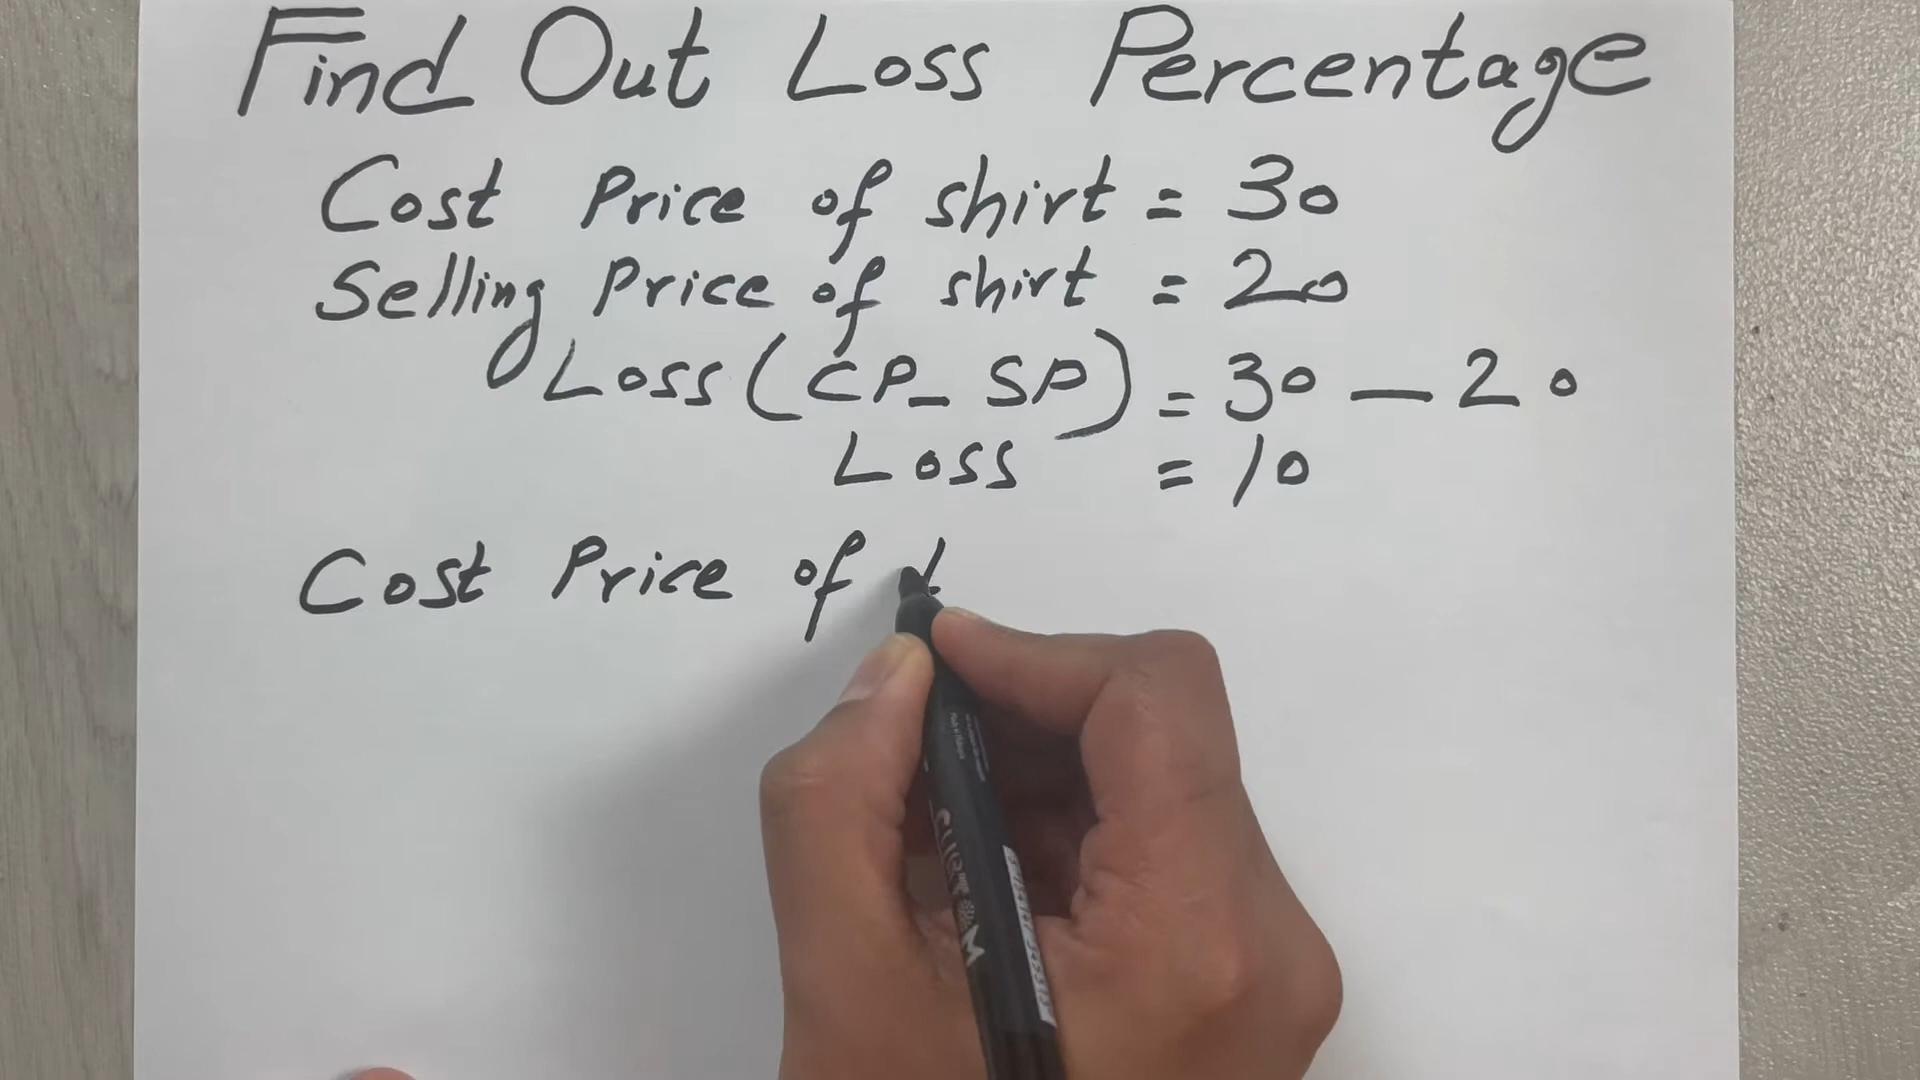 Find Out Loss Percentage
Cost Price of shirt = 30
Selling Price of shirt = 20
Loss (CP - SP) = 30 - 20
Loss = 10
Cost Price of